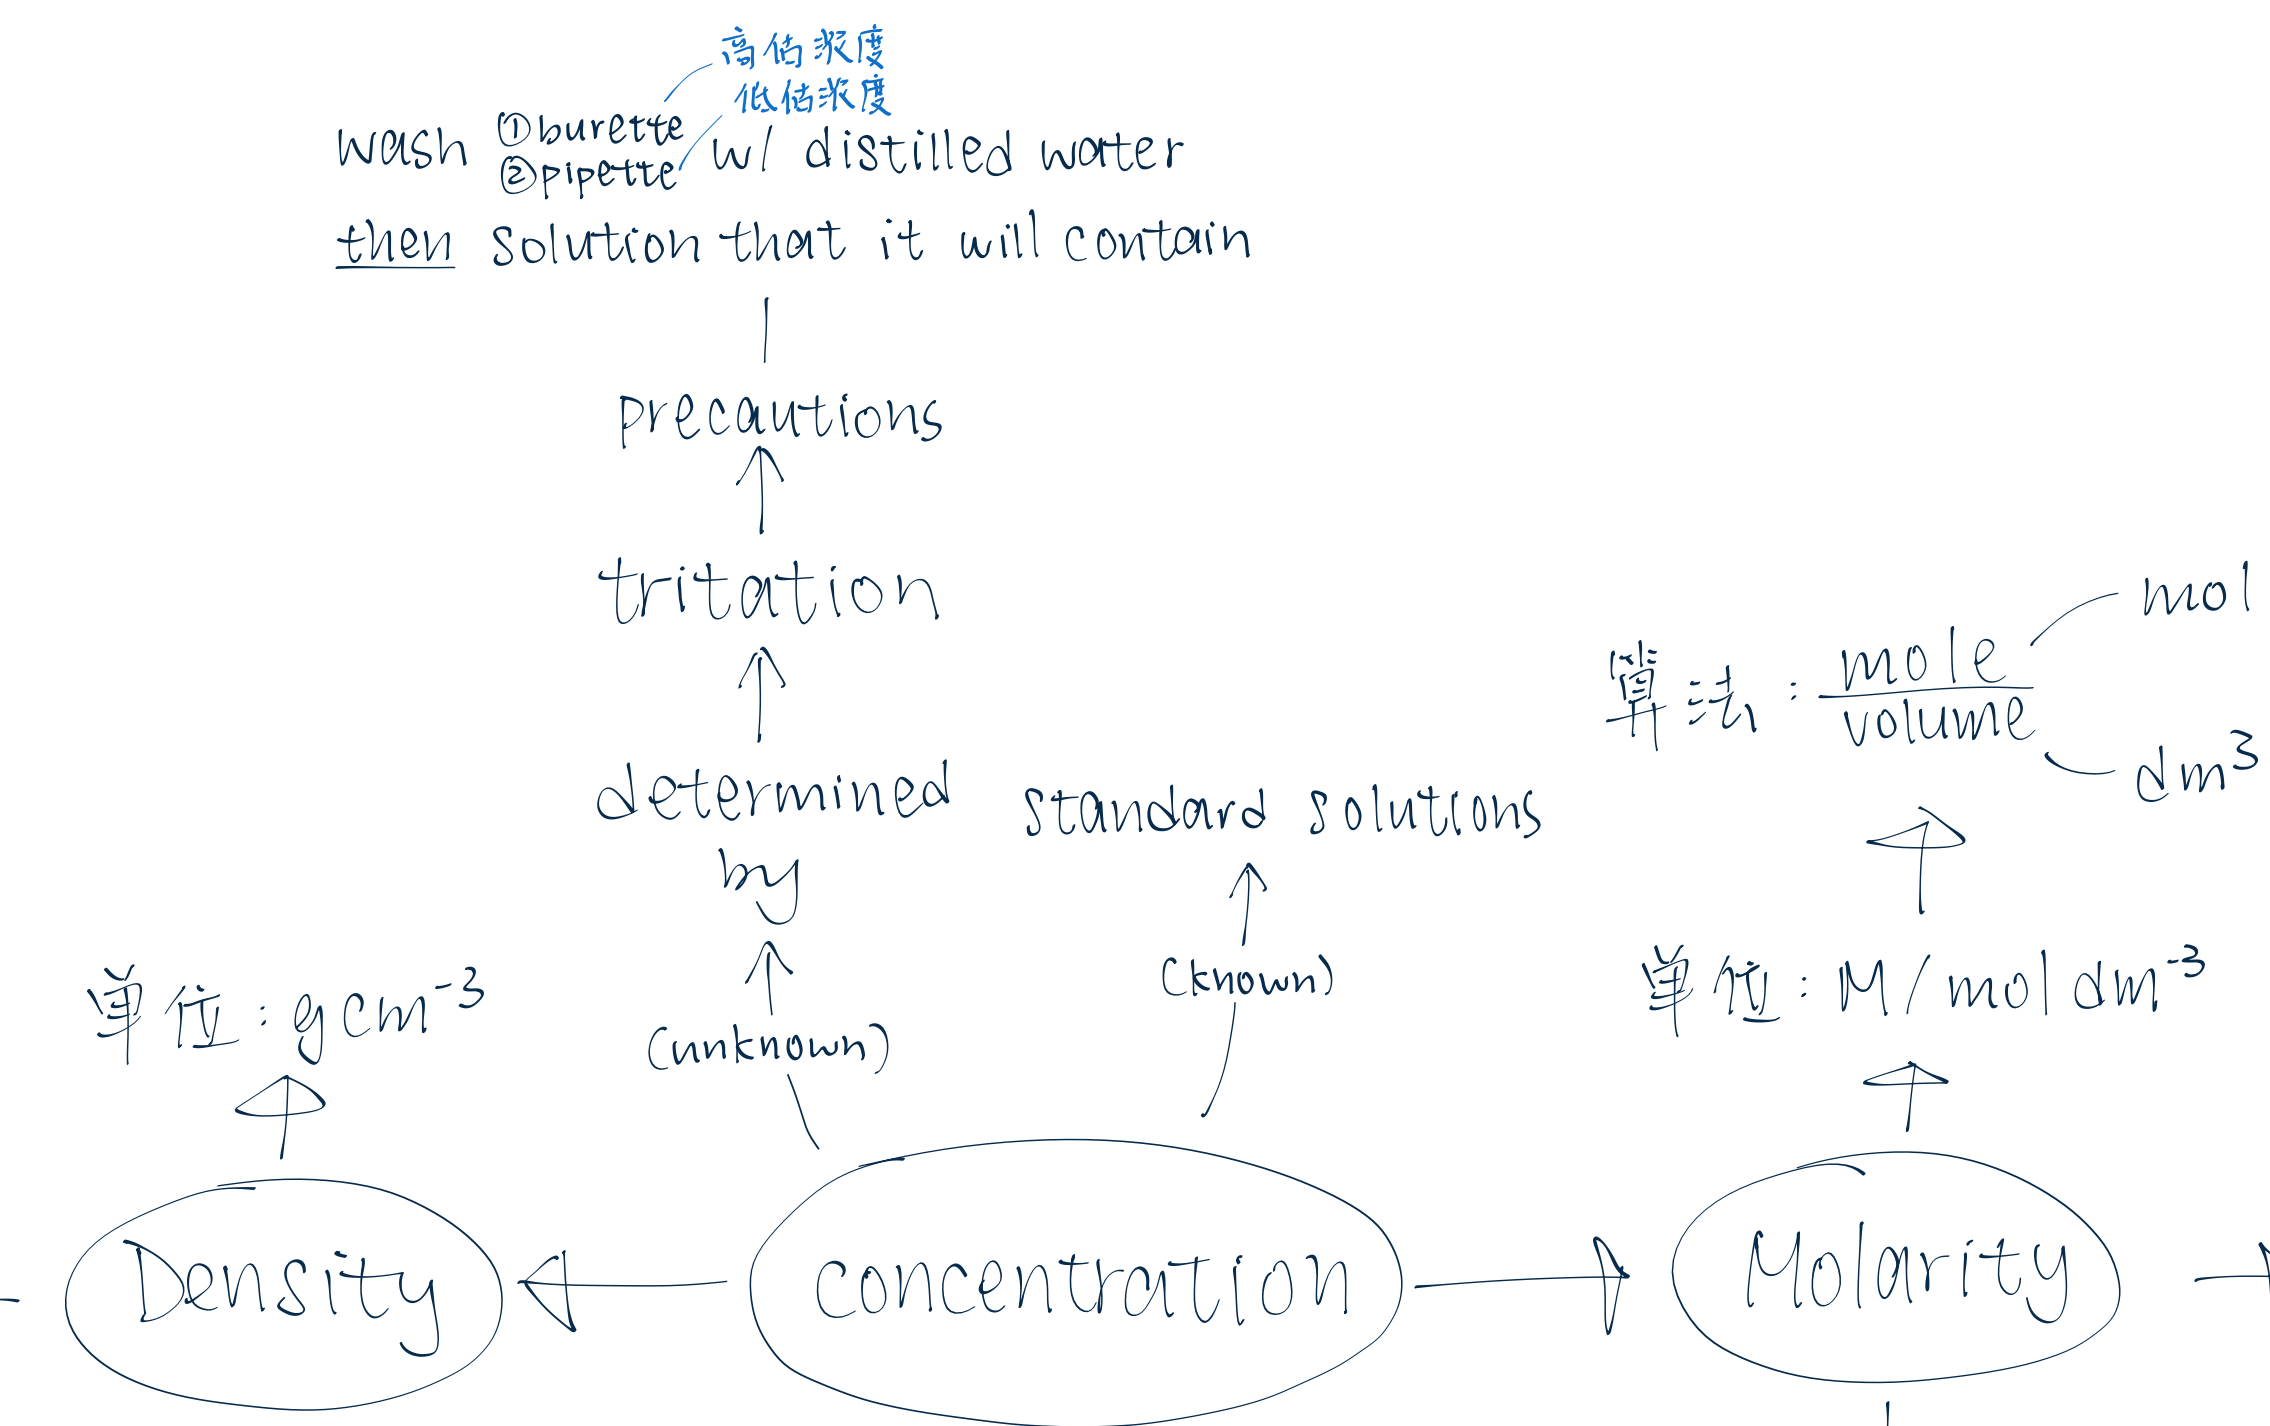 高估浓度
低估浓度
wash ①burette w/ distilled water
②pipette
then solution that it will contain
precautions
tritation
determined
by
(unknown)
standard solutions
(known)
算法: mole
volume
mol
dm³
单位: g cm⁻³
单位: M/mol dm⁻³
Density
concentration
Molarity